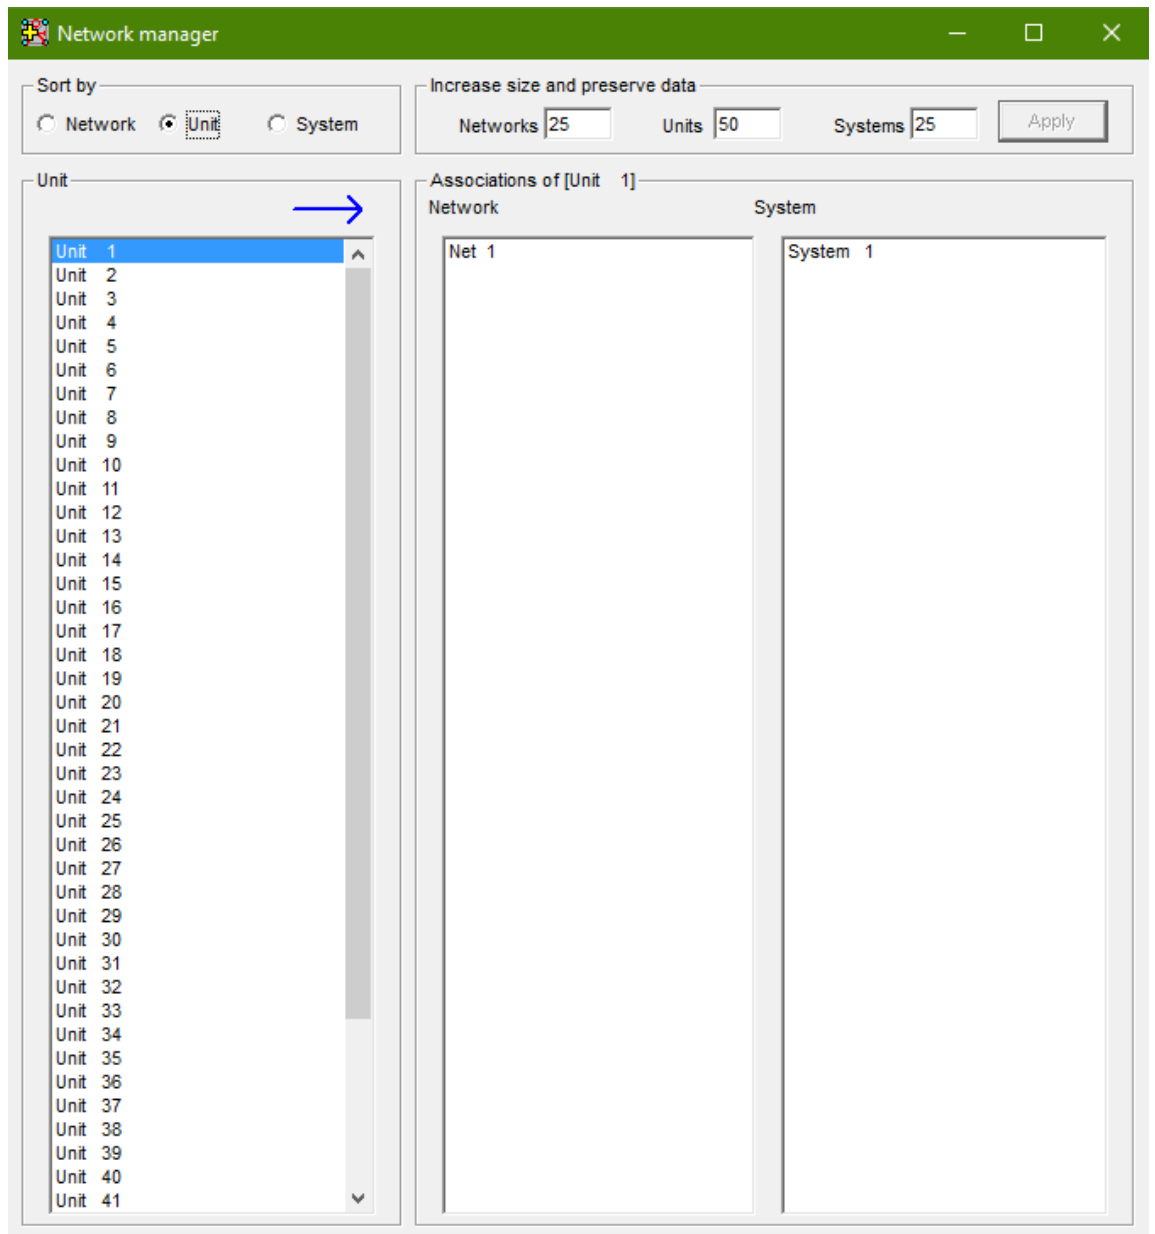 Network manager
Sort by
Network Unit System
Increase size and preserve data
Networks 25 Units 50 Systems 25 Apply
Unit
Associations of [Unit 1]
Network System
Unit 1
Unit 2
Unit 3
Unit 4
Unit 5
Unit 6
Unit 7
Unit 8
Unit 9
Unit 10
Unit 11
Unit 12
Unit 13
Unit 14
Unit 15
Unit 16
Unit 17
Unit 18
Unit 19
Unit 20
Unit 21
Unit 22
Unit 23
Unit 24
Unit 25
Unit 26
Unit 27
Unit 28
Unit 29
Unit 30
Unit 31
Unit 32
Unit 33
Unit 34
Unit 35
Unit 36
Unit 37
Unit 38
Unit 39
Unit 40
Unit 41
Net 1
System 1